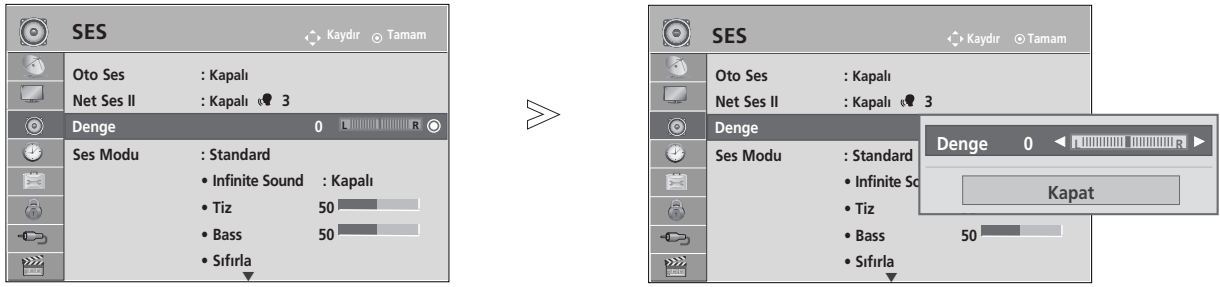 SES
Kaydır Tamam
Oto Ses : Kapalı
Net Ses II : Kapalı 3
Denge 0 L R
Ses Modu : Standard
• Infinite Sound : Kapalı
• Tiz 50
• Bass 50
• Sıfırla
SES
Kaydır Tamam
Oto Ses : Kapalı
Net Ses II : Kapalı 3
Denge
Ses Modu : Standard
• Infinite So
• Tiz
• Bass 50
• Sıfırla
Denge 0 L R
Kapat